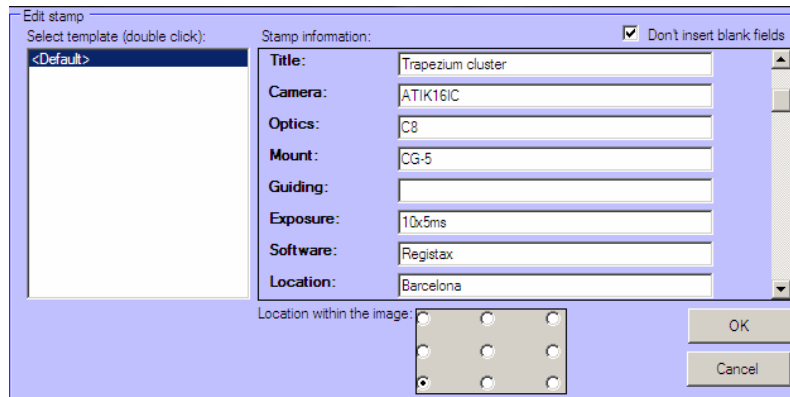 Edit stamp
Select template (double click):
Stamp information:
Don't insert blank fields
<Default>
Title: Trapezium cluster
Camera: ATIK16IC
Optics: C8
Mount: CG-5
Guiding:
Exposure: 10x5ms
Software: Registax
Location: Barcelona
Location within the image:
OK
Cancel